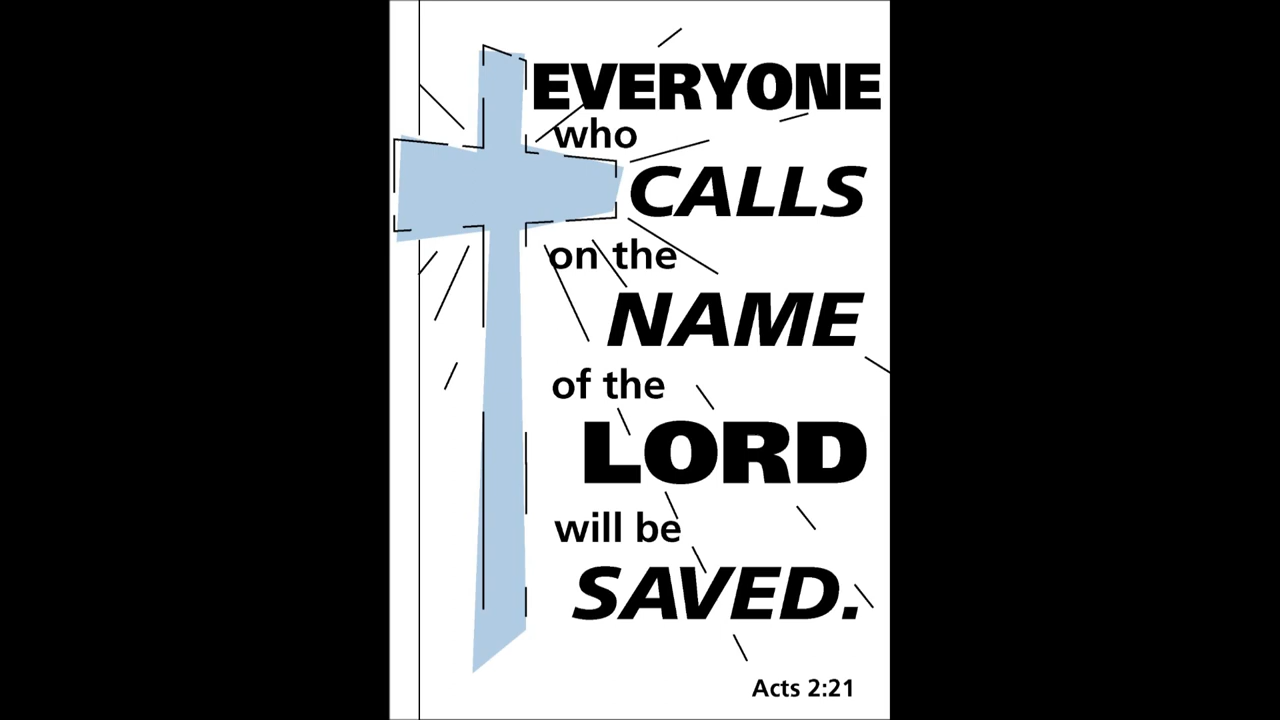 EVERYONE
who
CALLS
on the
NAME
of the
LORD
will be
SAVED.
Acts 2:21